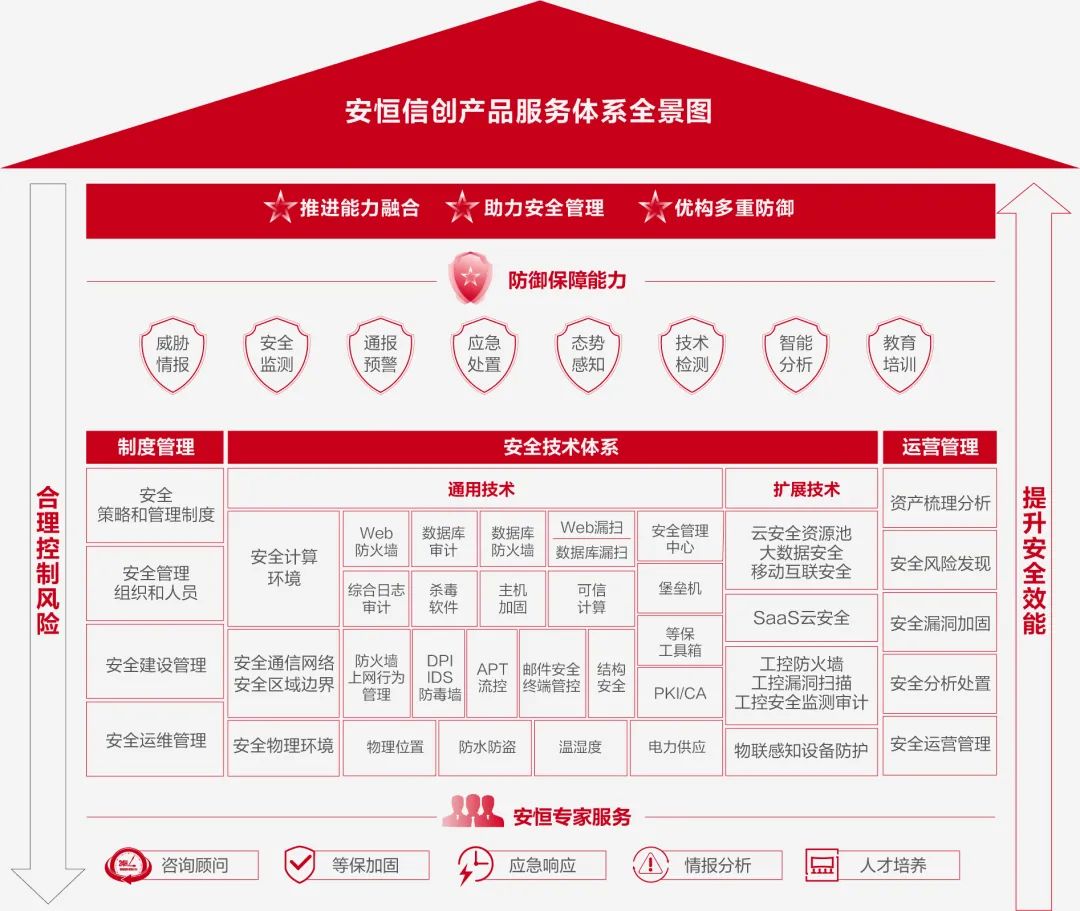 安恒信创产品服务体系全景图
推进能力融合 助力安全管理 优构多重防御
防御保障能力
威胁
情报
安全
监测
通报
预警
应急
处置
态势
感知
技术
检测
智能
分析
教育
培训
合理控制风险
提升安全效能
制度管理
安全
策略和管理制度
安全管理
组织和人员
安全建设管理
安全运维管理
安全技术体系
通用技术
安全计算
环境
Web
防火墙
数据库
审计
数据库
防火墙
Web漏扫
数据库漏扫
综合日志
审计
杀毒
软件
主机
加固
可信
计算
安全通信网络
安全区域边界
防火墙
上网行为
管理
DPI
IDS
防毒墙
APT
流控
邮件安全
终端管控
结构
安全
安全管理
中心
堡垒机
等保
工具箱
PKI/CA
安全物理环境
物理位置
防水防盗
温湿度
电力供应
扩展技术
云安全资源池
大数据安全
移动互联安全
SaaS云安全
工控防火墙
工控漏洞扫描
工控安全监测审计
物联感知设备防护
运营管理
资产梳理分析
安全风险发现
安全漏洞加固
安全分析处置
安全运营管理
安恒专家服务
咨询顾问
等保加固
应急响应
情报分析
人才培养